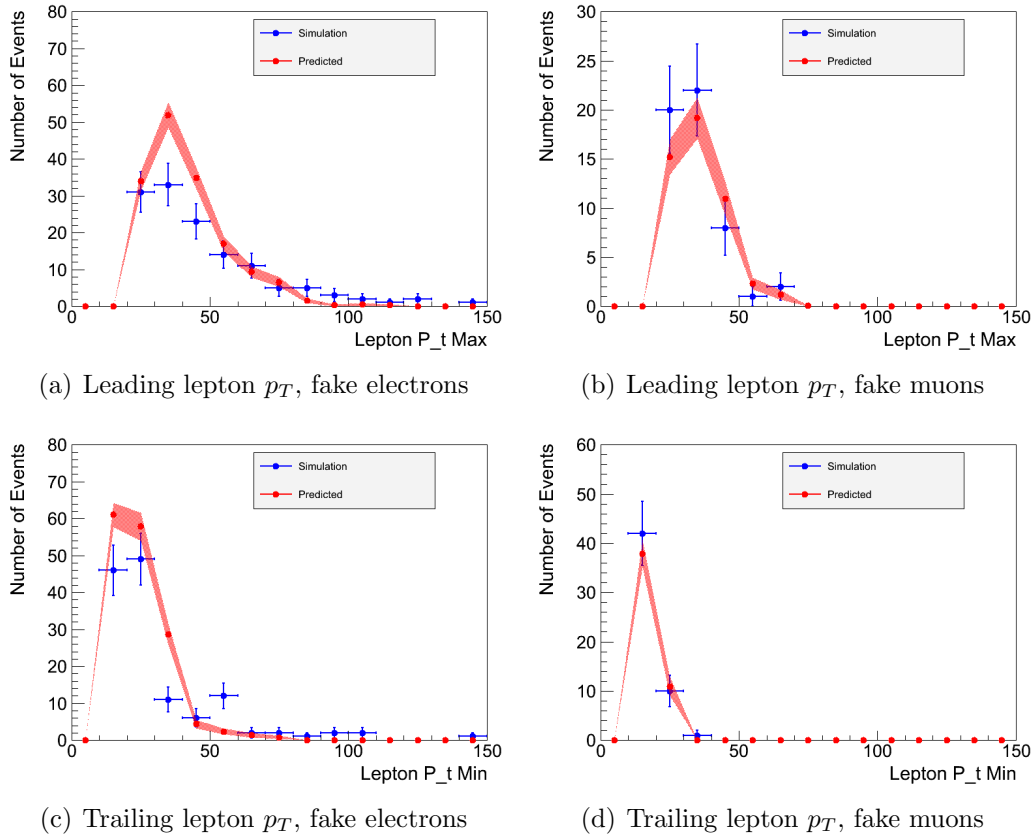 80
70
60
50
40
30
20
10
0
Number of Events
Simulation
Predicted
0 50 100 150
Lepton P_t Max
(a) Leading lepton p_T, fake electrons
30
25
20
15
10
5
0
Number of Events
Simulation
Predicted
0 50 100 150
Lepton P_t Max
(b) Leading lepton p_T, fake muons
80
70
60
50
40
30
20
10
0
Number of Events
Simulation
Predicted
0 50 100 150
Lepton P_t Min
(c) Trailing lepton p_T, fake electrons
60
50
40
30
20
10
0
Number of Events
Simulation
Predicted
0 50 100 150
Lepton P_t Min
(d) Trailing lepton p_T, fake muons